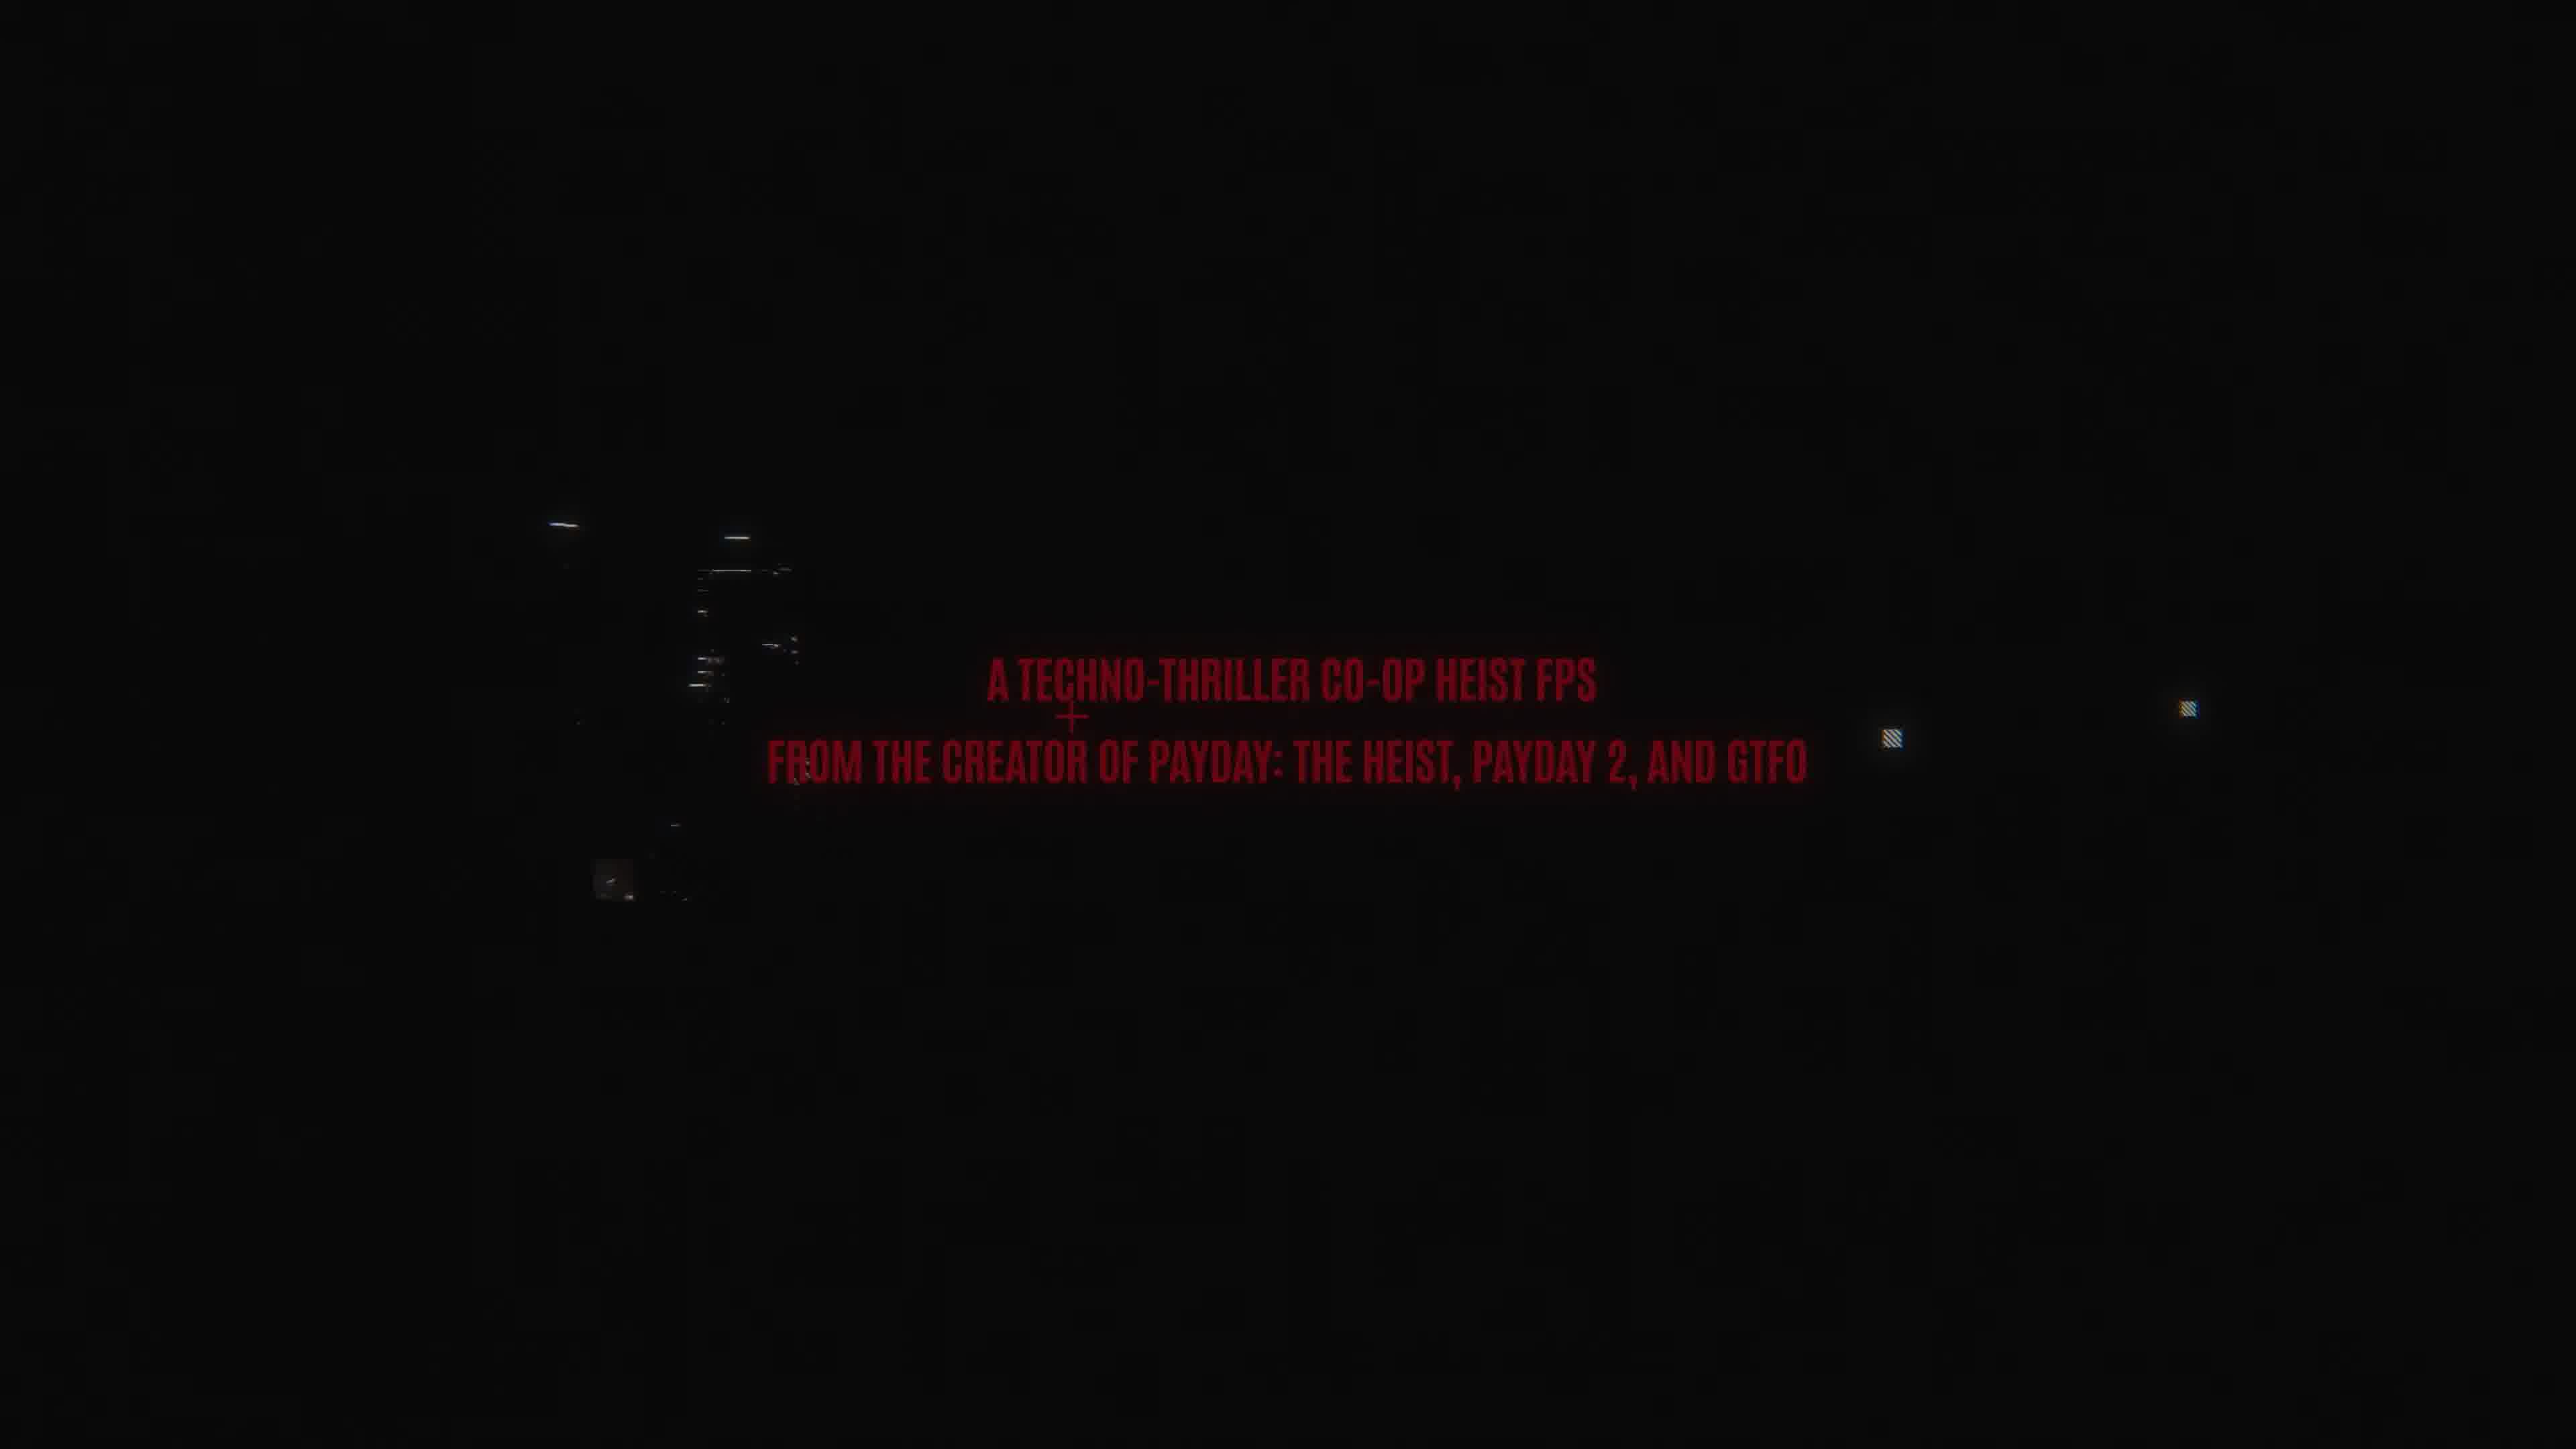 A TECHNO-THRILLER CO-OP HEIST FPS
FROM THE CREATOR OF PAYDAY: THE HEIST, PAYDAY 2, AND GTFO